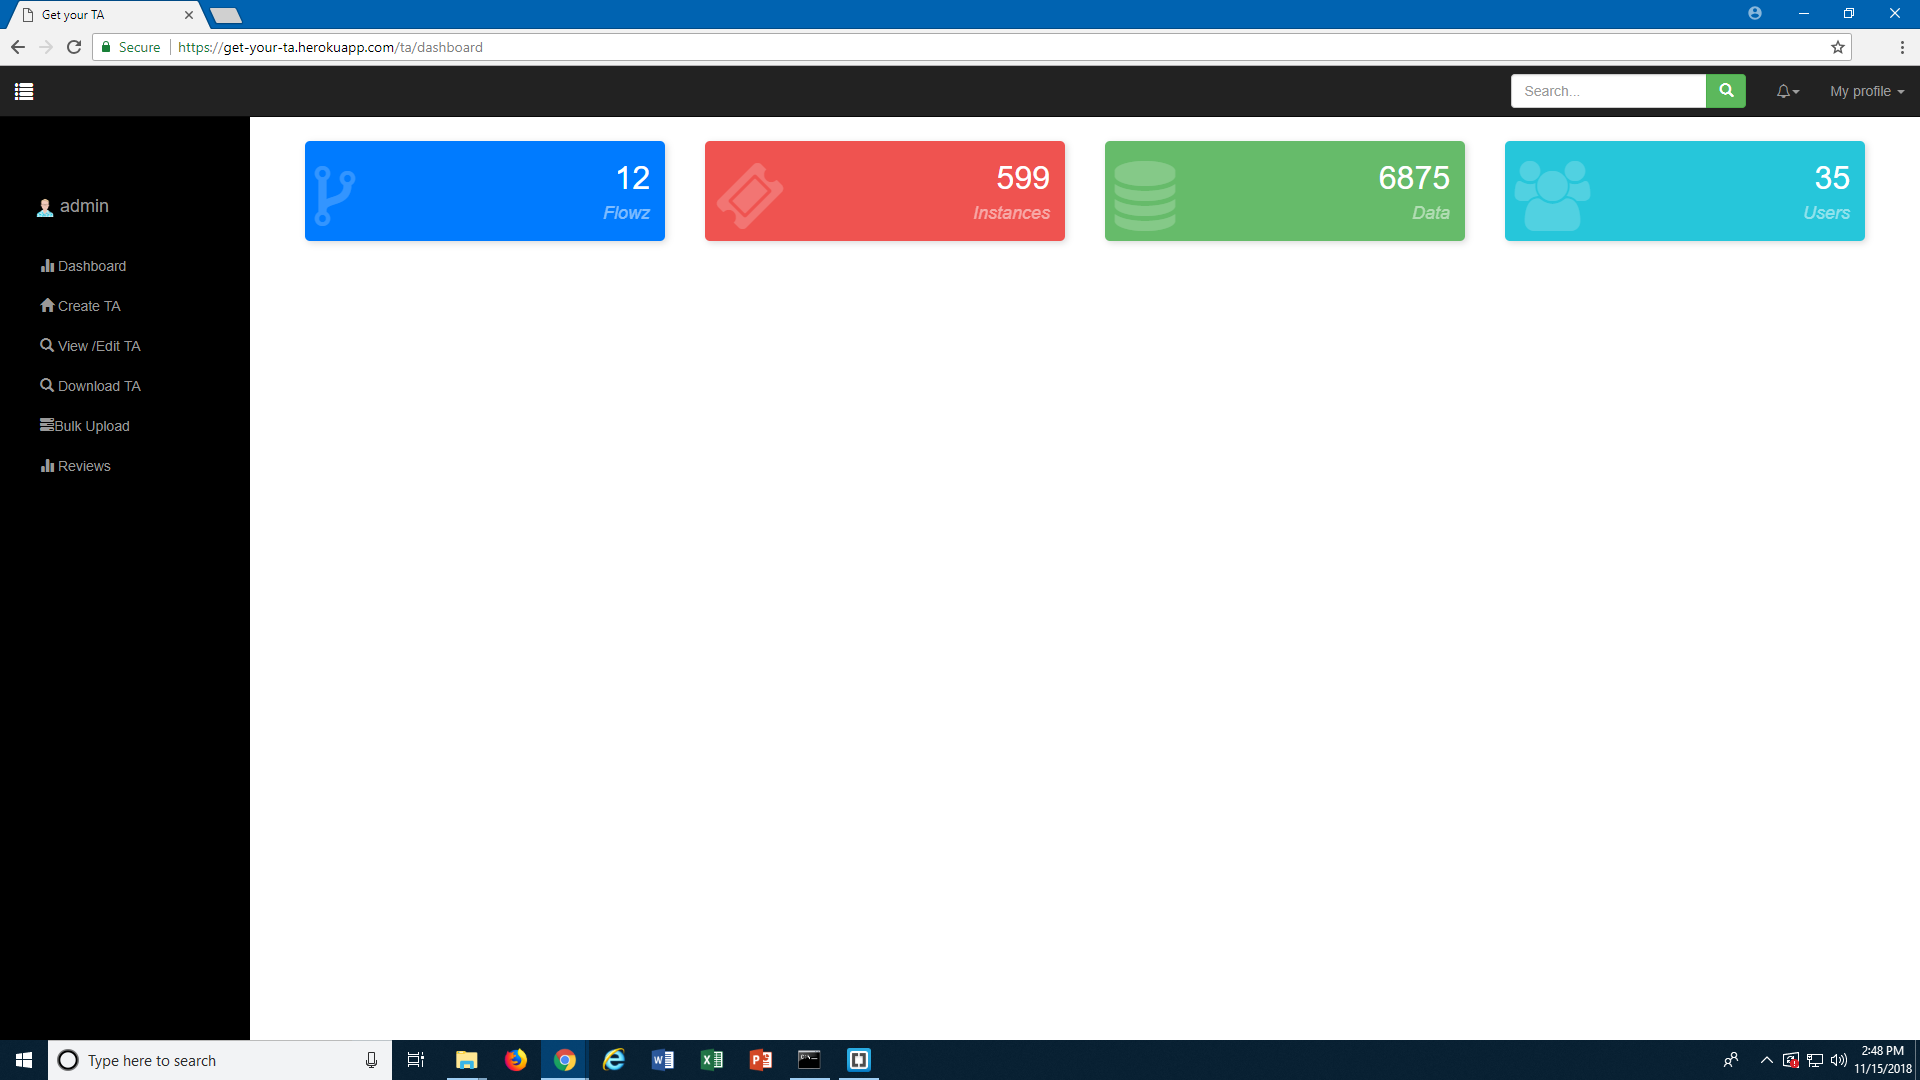 Get your TA
Secure https://get-your-ta.herokuapp.com/ta/dashboard
Search...
My profile
admin
Dashboard
Create TA
View /Edit TA
Download TA
Bulk Upload
Reviews
12
Flowz
599
Instances
6875
Data
35
Users
Type here to search
2:48 PM
11/15/2018